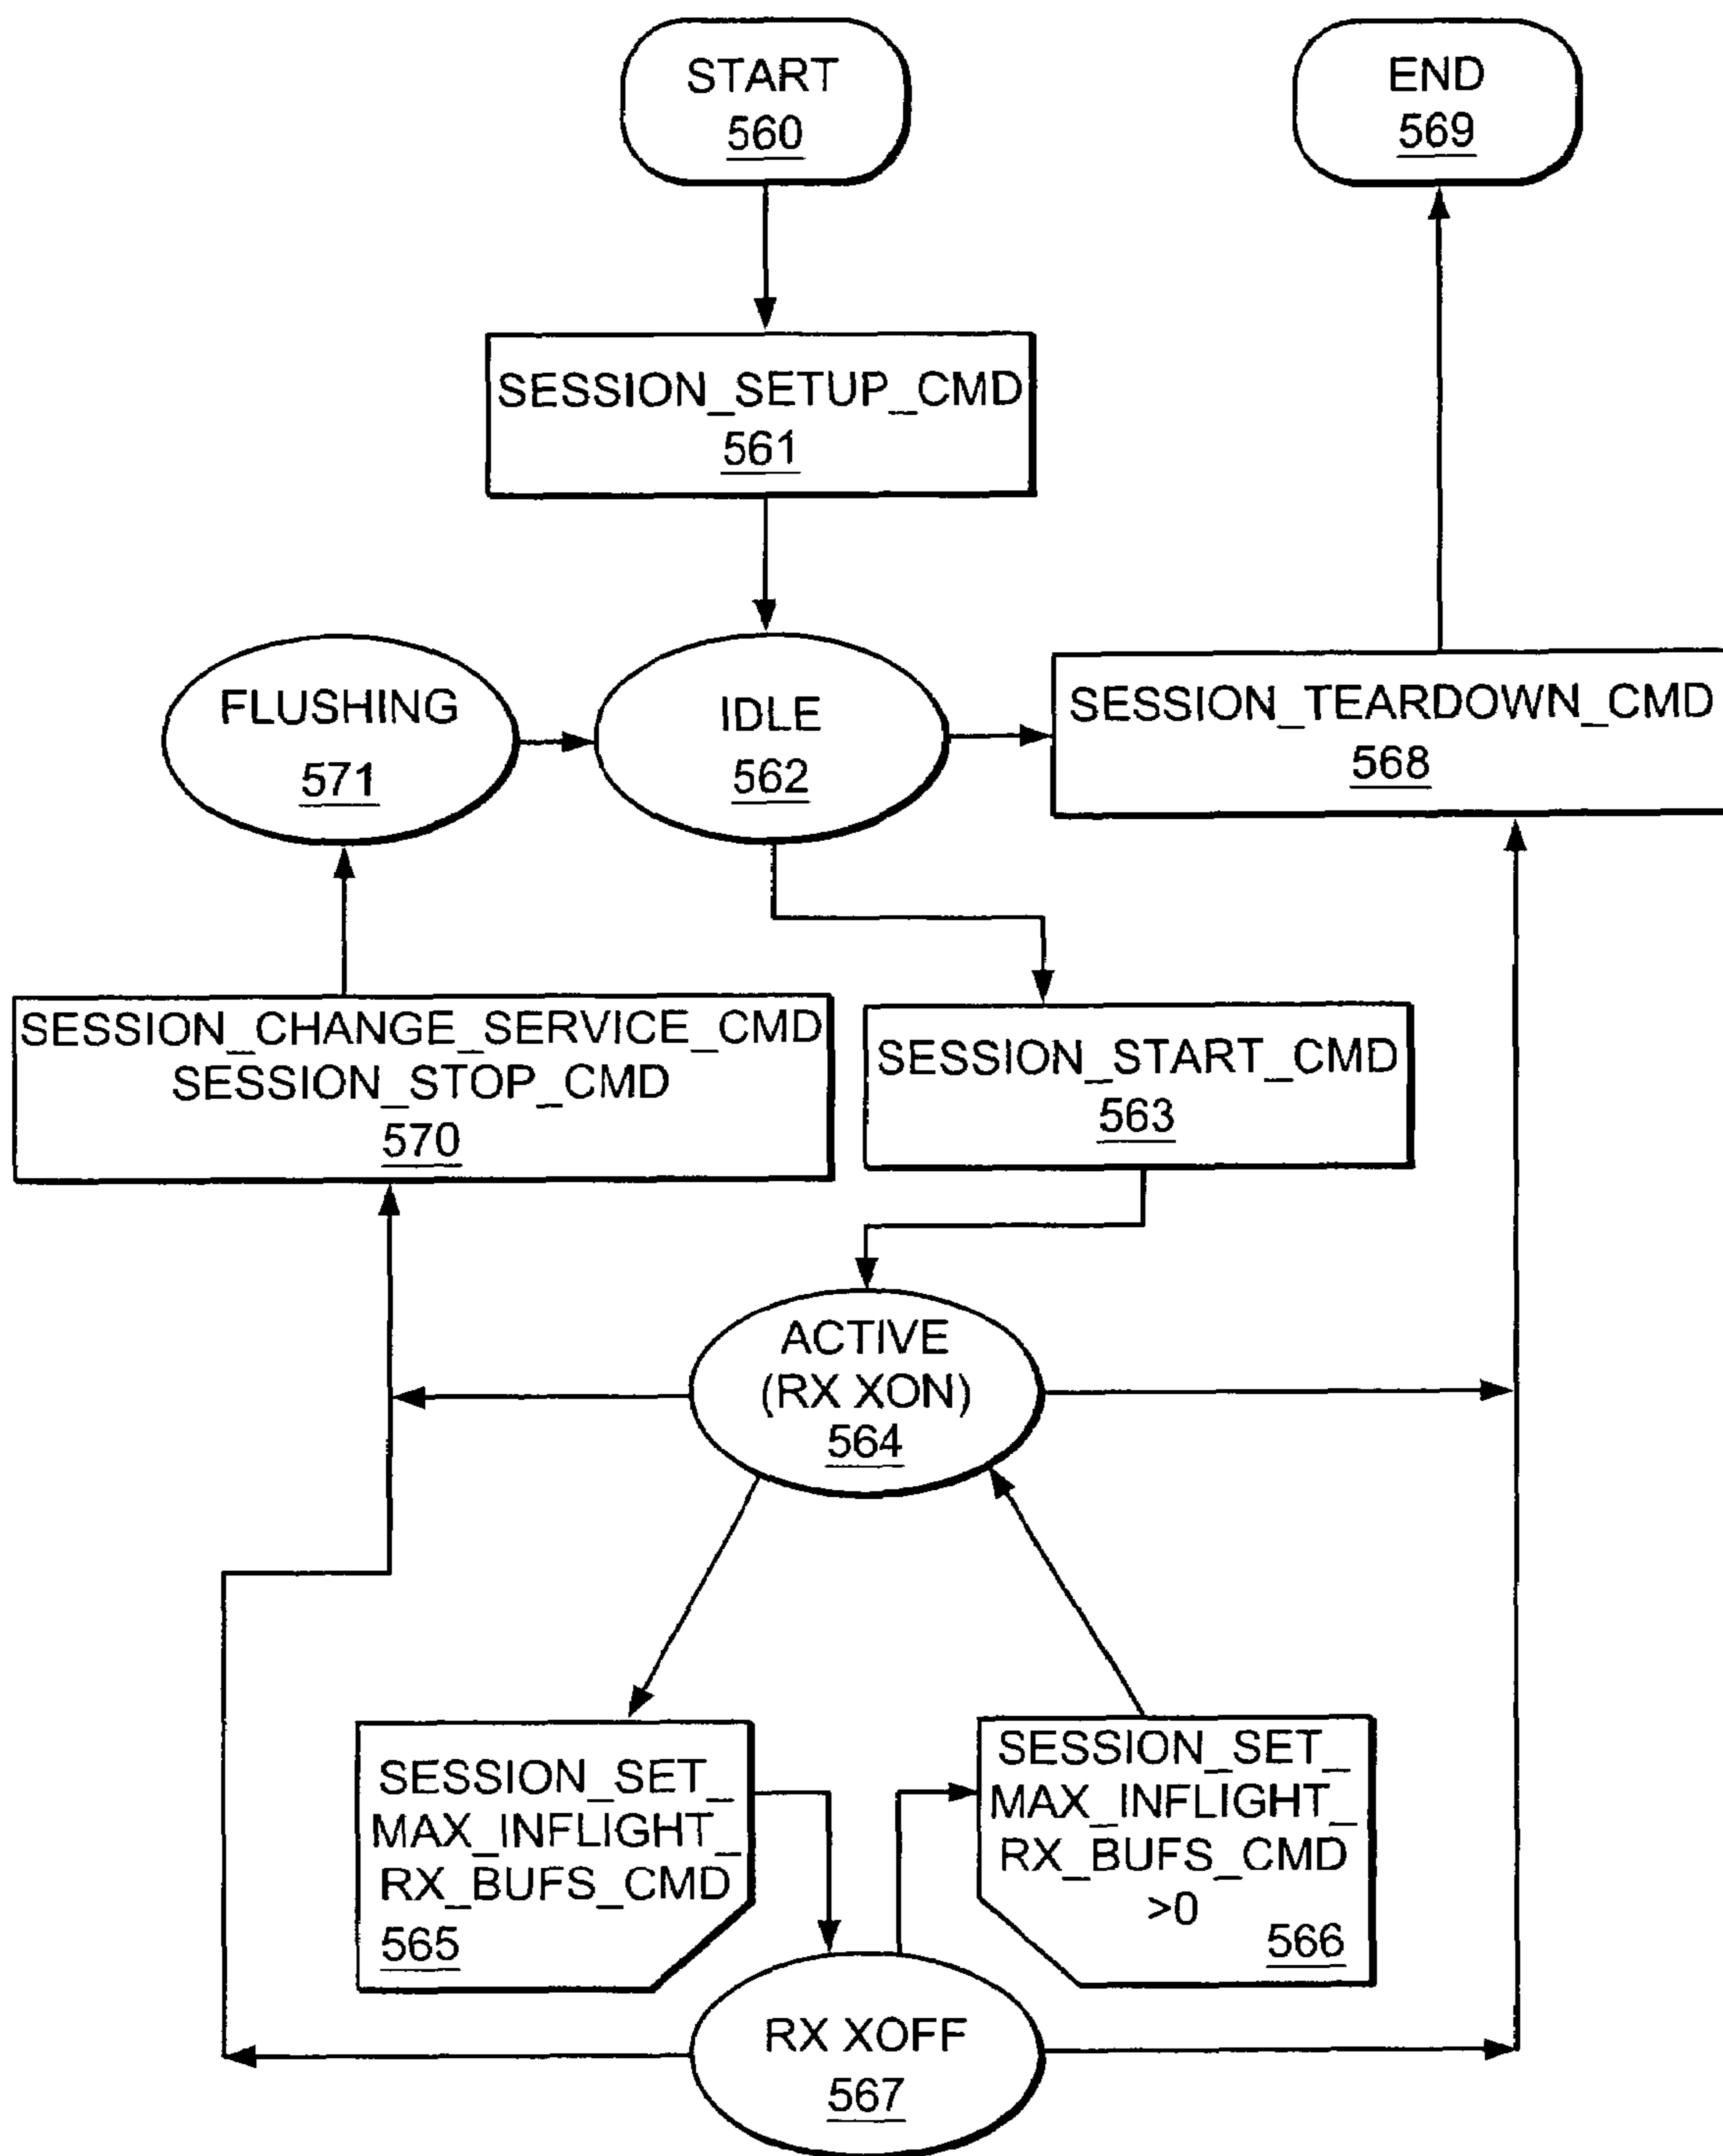 START
560
END
569
SESSION_SETUP_CMD
561
FLUSHING
571
IDLE
562
SESSION_TEARDOWN_CMD
568
SESSION_CHANGE_SERVICE_CMD
SESSION_STOP_CMD
570
SESSION_START_CMD
563
ACTIVE
(RX XON)
564
SESSION_SET_
MAX_INFLIGHT_
RX_BUFS_CMD
565
SESSION_SET_
MAX_INFLIGHT_
RX_BUFS_CMD
>0
566
RX XOFF
567